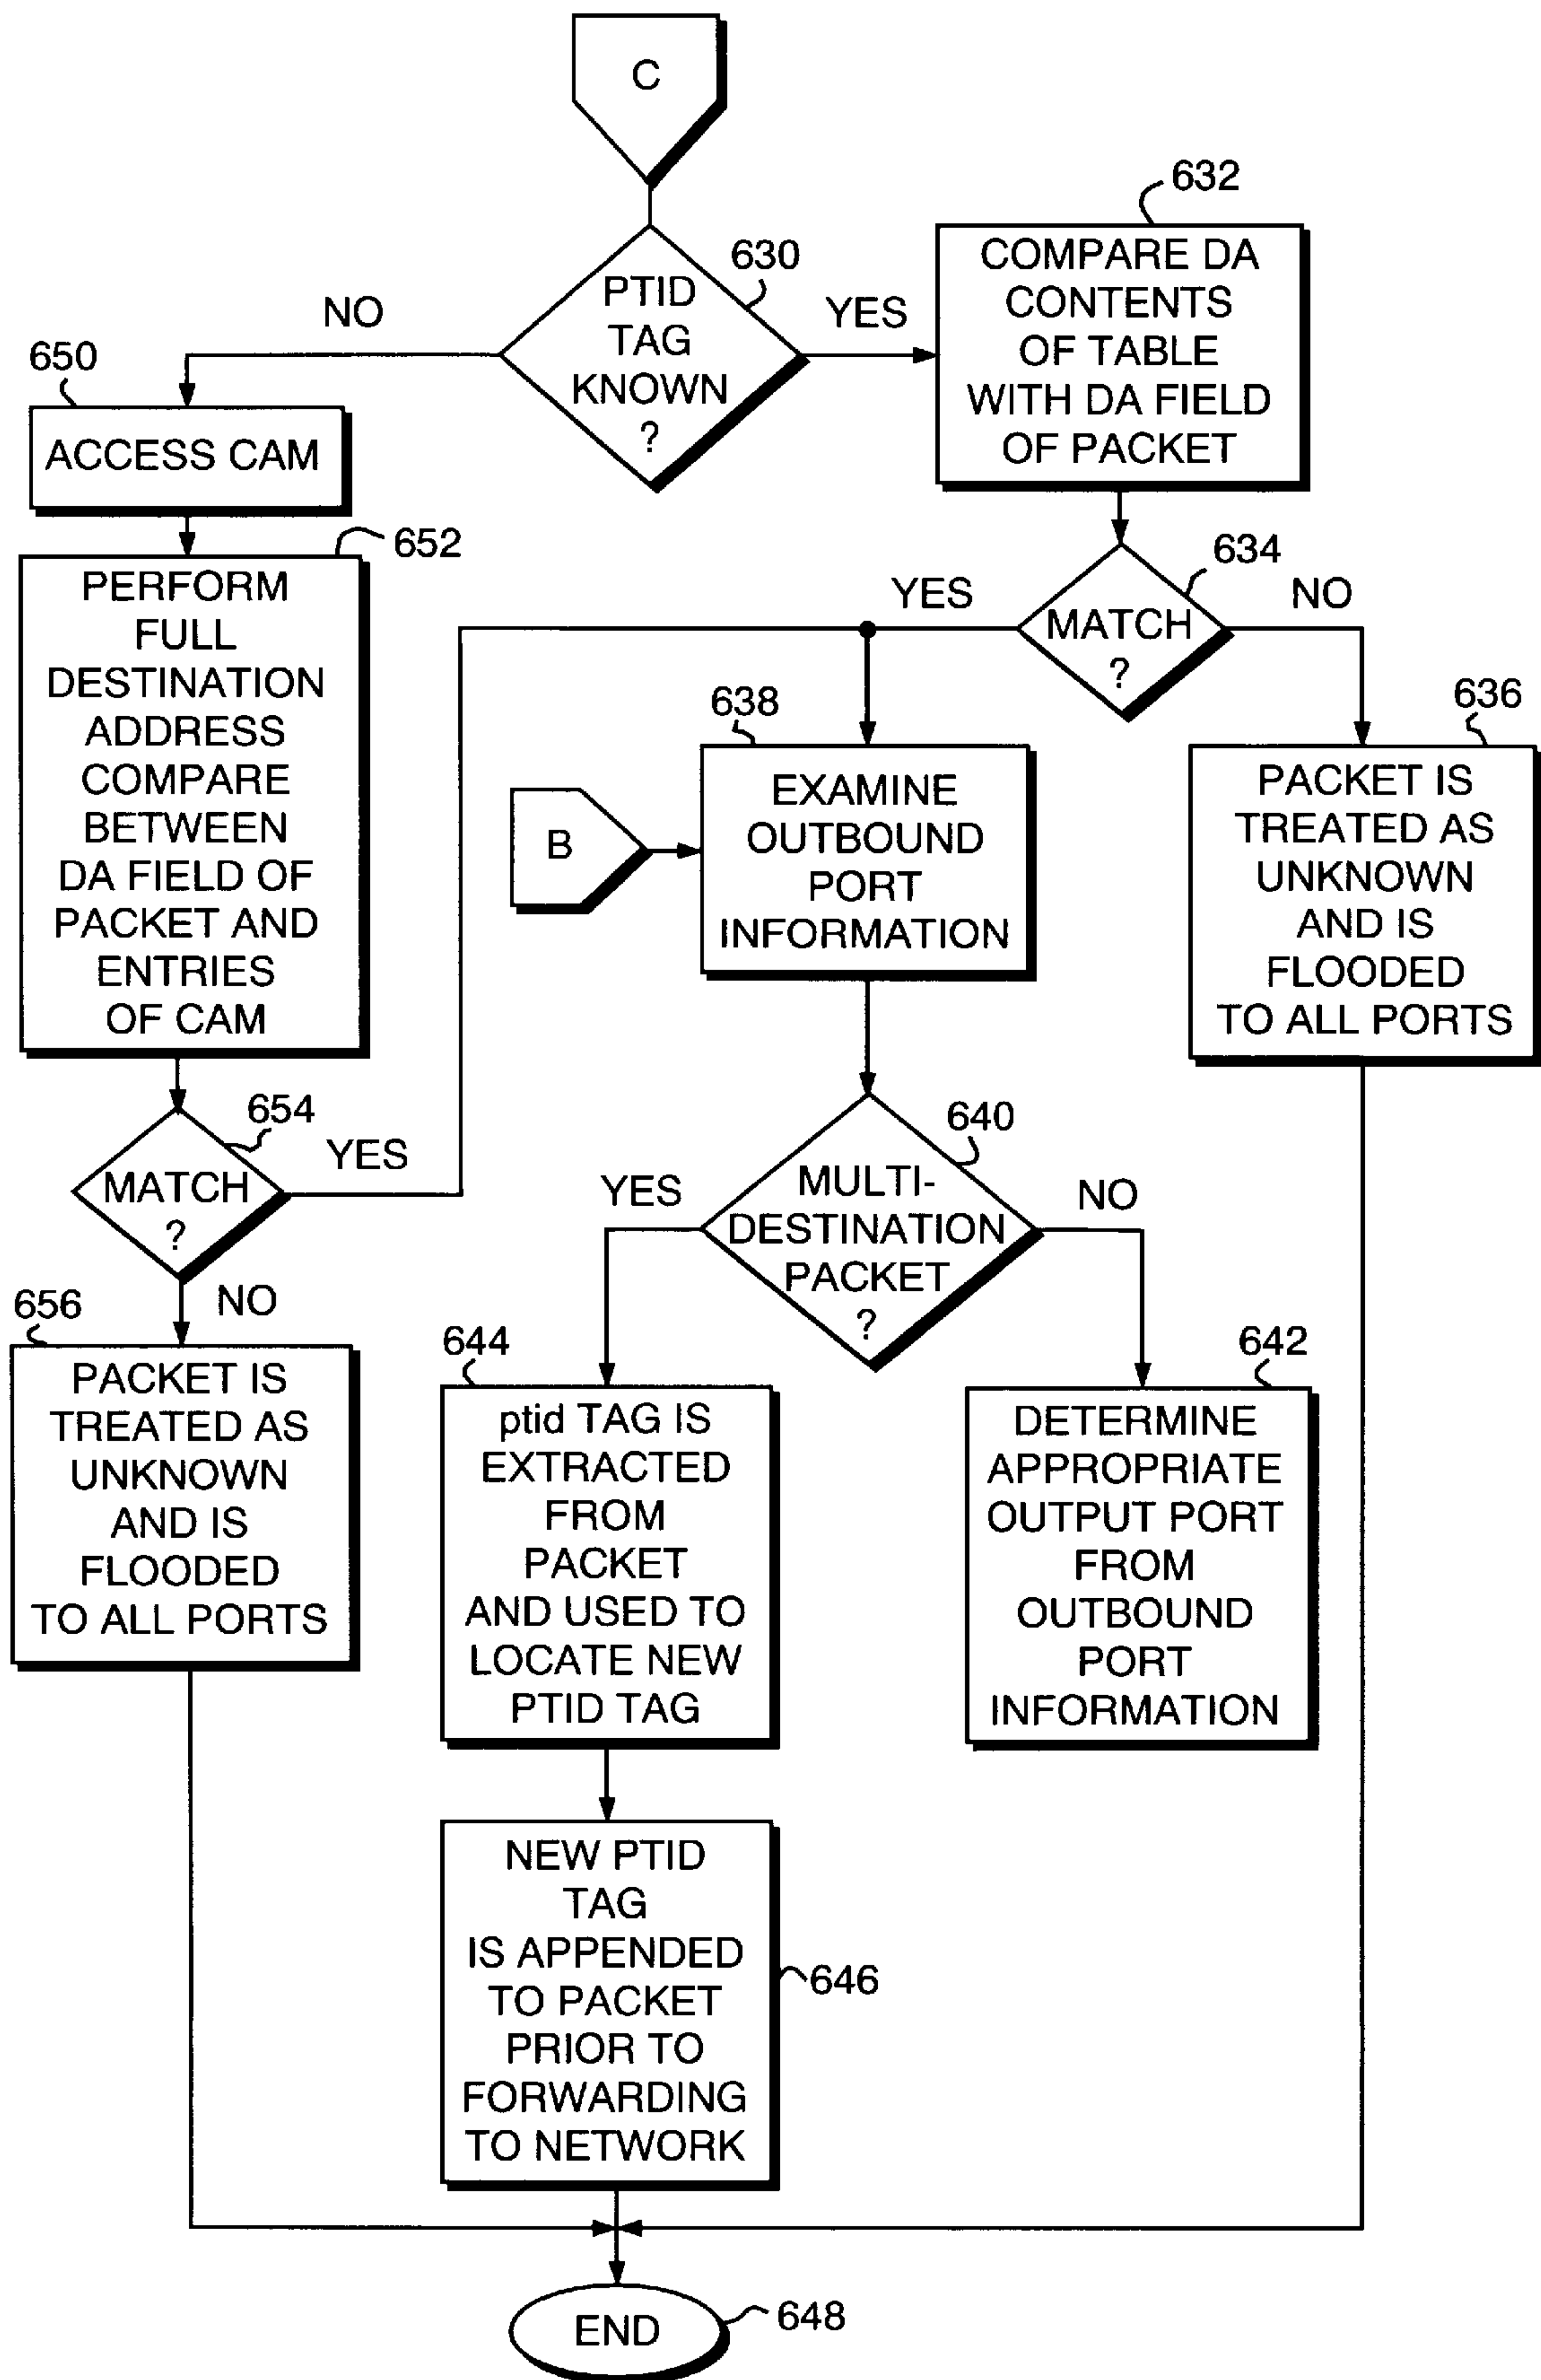 C
632
COMPARE DA
CONTENTS
OF TABLE
WITH DA FIELD
OF PACKET
630
PTID
TAG
KNOWN
?
NO
YES
650
ACCESS CAM
652
PERFORM
FULL
DESTINATION
ADDRESS
COMPARE
BETWEEN
DA FIELD OF
PACKET AND
ENTRIES
OF CAM
634
YES
MATCH
?
NO
638
EXAMINE
OUTBOUND
PORT
INFORMATION
B
636
PACKET IS
TREATED AS
UNKNOWN
AND IS
FLOODED
TO ALL PORTS
654
MATCH
?
YES
NO
640
YES
MULTI-
DESTINATION
PACKET
?
NO
656
PACKET IS
TREATED AS
UNKNOWN
AND IS
FLOODED
TO ALL PORTS
644
ptid TAG IS
EXTRACTED
FROM
PACKET
AND USED TO
LOCATE NEW
PTID TAG
642
DETERMINE
APPROPRIATE
OUTPUT PORT
FROM
OUTBOUND
PORT
INFORMATION
NEW PTID
TAG
IS APPENDED
TO PACKET
PRIOR TO
FORWARDING
TO NETWORK
646
END
648